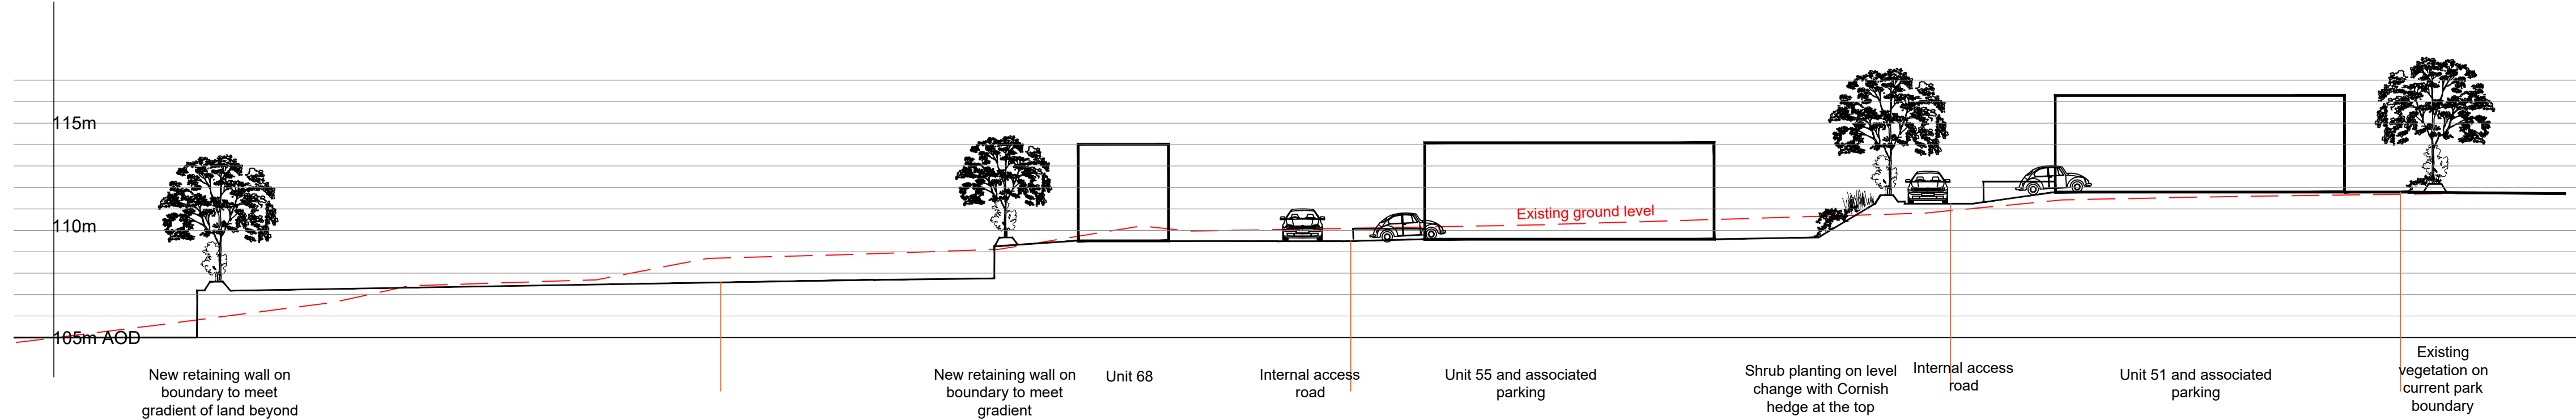 115m
110m
105m AOD
Existing ground level
New retaining wall on
boundary to meet
gradient of land beyond
New retaining wall on
boundary to meet
gradient
Unit 68
Internal access
road
Unit 55 and associated
parking
Shrub planting on level
change with Cornish
hedge at the top
Internal access
road
Unit 51 and associated
parking
Existing
vegetation on
current park
boundary